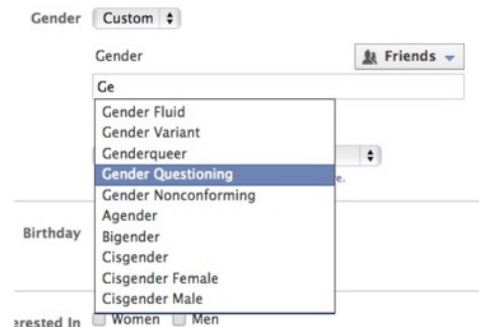 Gender Custom
Gender Friends
Ge
Gender Fluid
Gender Variant
Genderqueer
Gender Questioning
e.
Gender Nonconforming
Agender
Birthday
Bigender
Cisgender
Cisgender Female
Cisgender Male
erested In Women Men